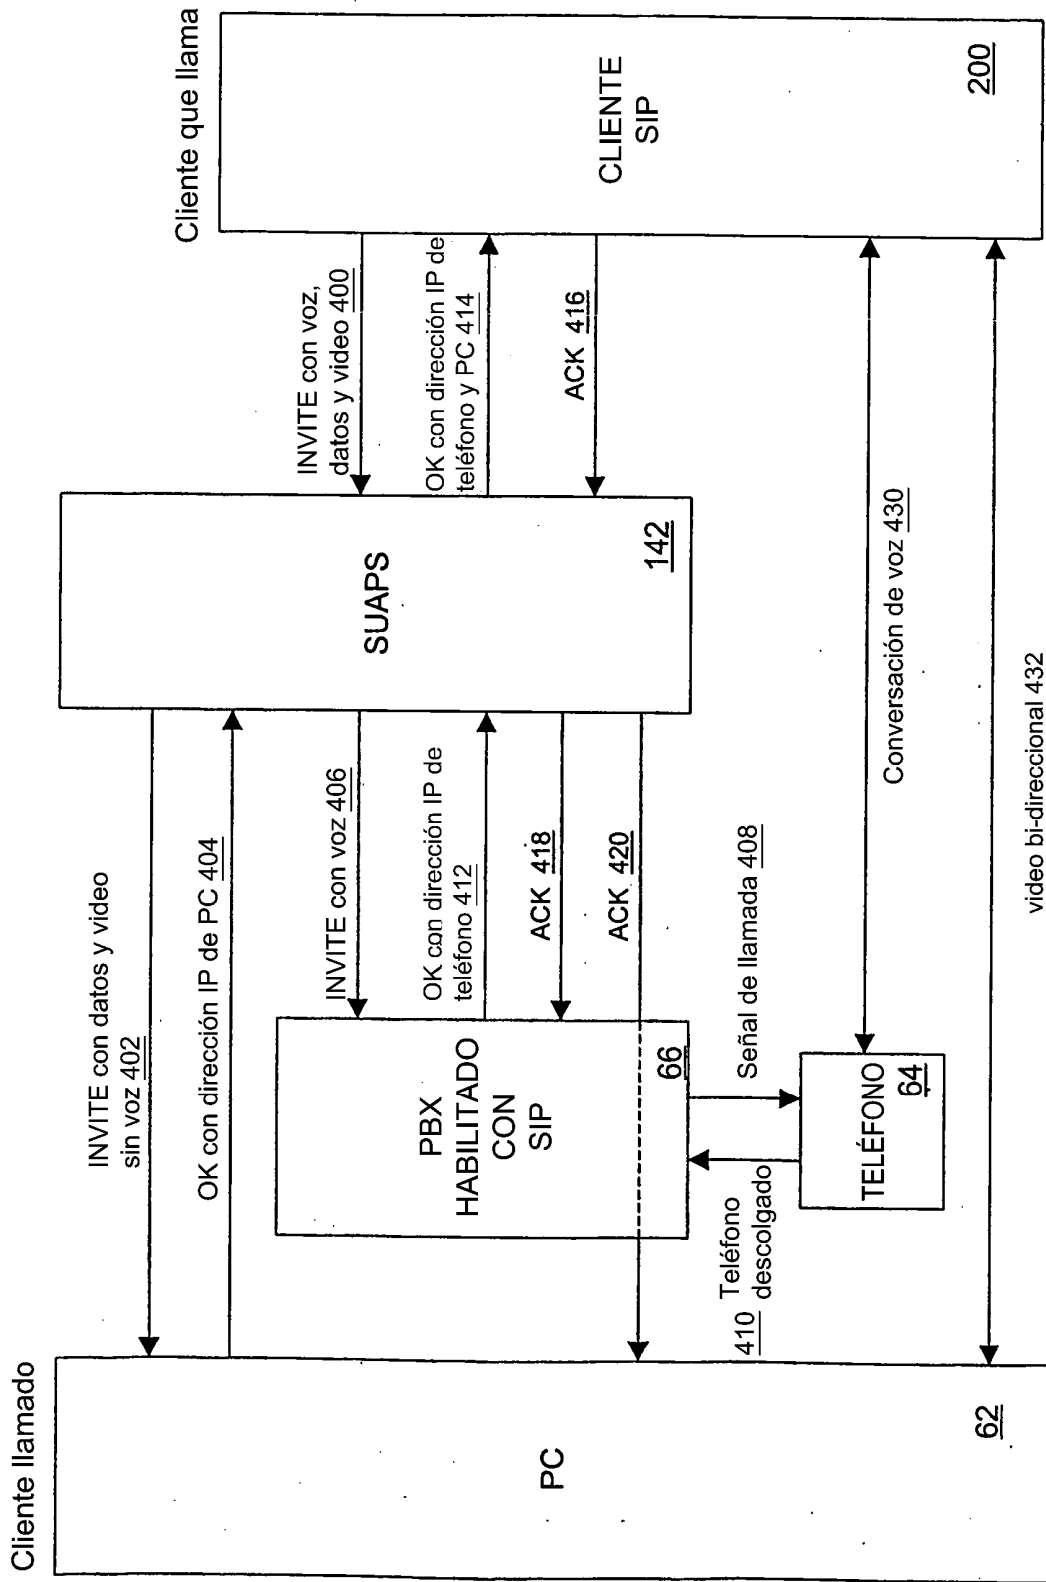 Cliente llamado
Cliente que llama
PC
62
SUAPS
142
CLIENTE
SIP
200
PBX
HABILITADO
CON
SIP
66
TELÉFONO
64
INVITE con datos y video
sin voz 402
OK con dirección IP de PC 404
INVITE con voz 406
OK con dirección IP de
teléfono 412
ACK 418
ACK 420
Señal de llamada 408
Teléfono
410 descolgado
INVITE con voz,
datos y video 400
OK con dirección IP de
teléfono y PC 414
ACK 416
Conversación de voz 430
video bi-direccional 432